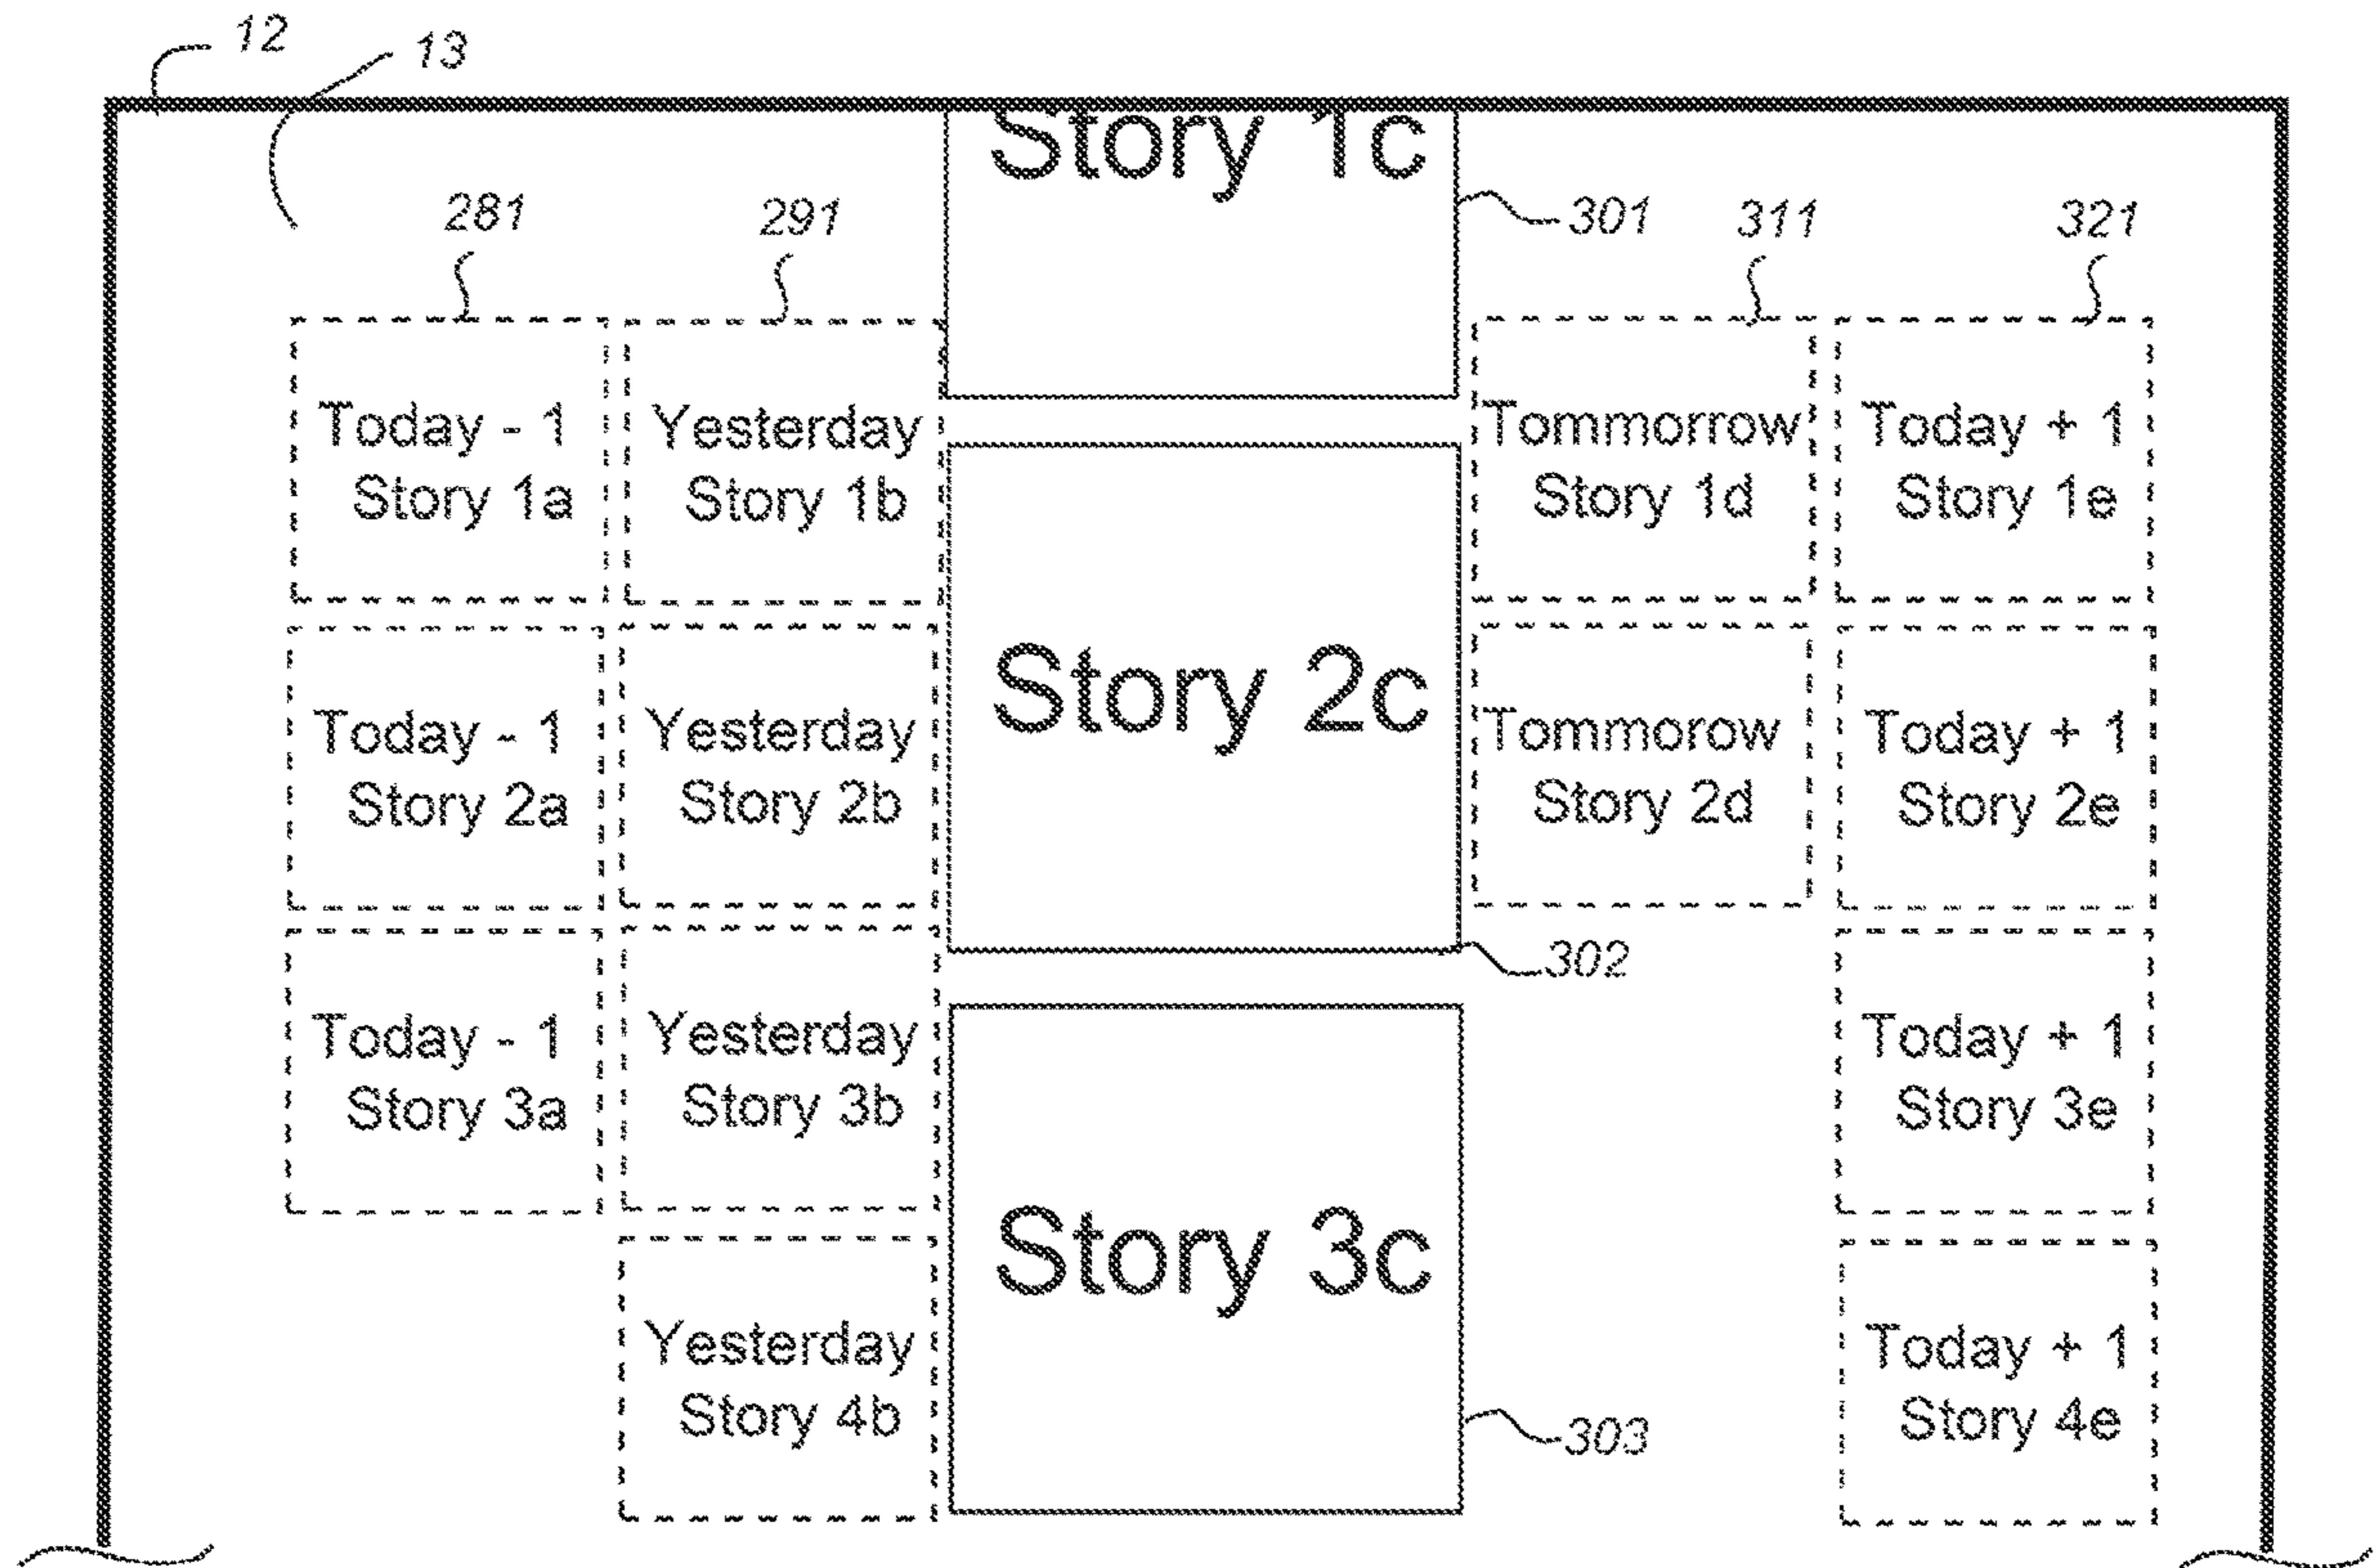 12
13
Story 1c
281
291
301
311
321
Today - 1
Story 1a
Yesterday
Story 1b
Tommorrow
Story 1d
Today + 1
Story 1e
Story 2c
Today - 1
Story 2a
Yesterday
Story 2b
Tommorow
Story 2d
Today + 1
Story 2e
302
Today - 1
Story 3a
Yesterday
Story 3b
Today + 1
Story 3e
Story 3c
Yesterday
Story 4b
303
Today + 1
Story 4e